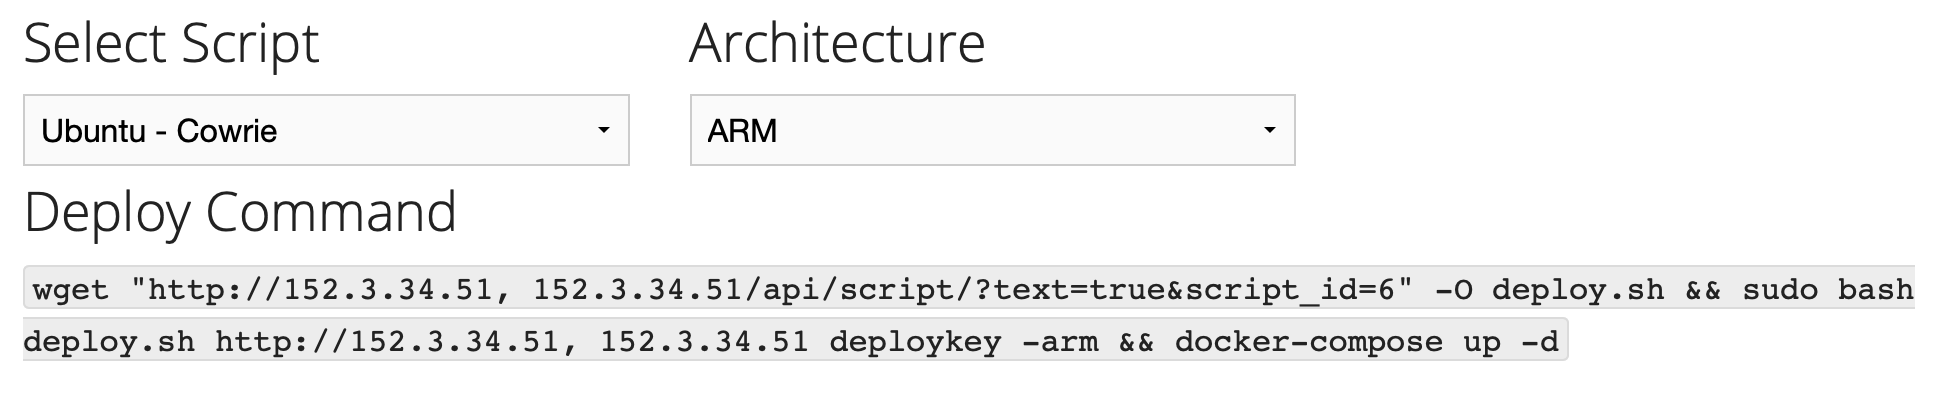 Select Script Architecture
Ubuntu - Cowrie ARM
Deploy Command
wget "http://152.3.34.51, 152.3.34.51/api/script/?text=true&script_id=6" -O deploy.sh && sudo bash
deploy.sh http://152.3.34.51, 152.3.34.51 deploykey -arm && docker-compose up -d